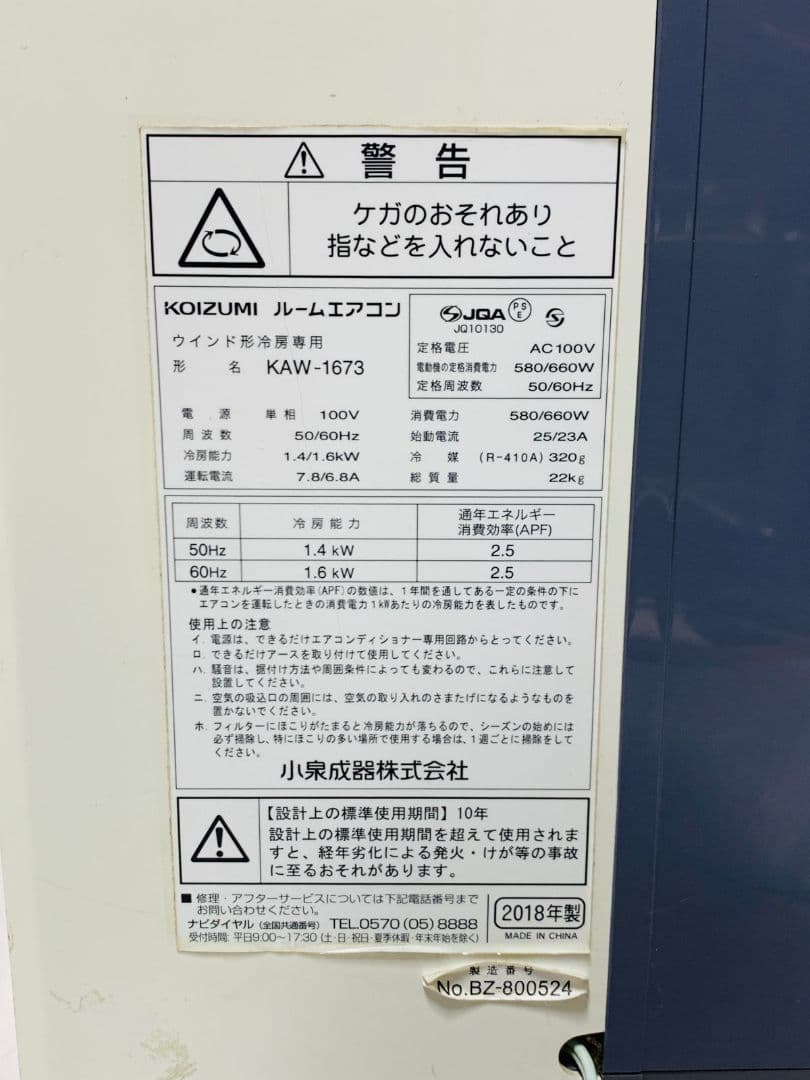 警告
ケガのおそれあり
指などを入れないこと
KOIZUMI ルームエアコン
ウインド形冷房専用
形名 KAW-1673
JQA PSE S
JQ10130
定格電圧 AC100V
電動機の定格消費電力 580/660W
定格周波数 50/60Hz
電源 単相 100V
周波数 50/60Hz
冷房能力 1.4/1.6kW
運転電流 7.8/6.8A
消費電力 580/660W
始動電流 25/23A
冷媒 (R-410A) 320g
総質量 22kg
周波数 冷房能力 通年エネルギー
消費効率(APF)
50Hz 1.4 kW 2.5
60Hz 1.6 kW 2.5
●通年エネルギー消費効率(APF)の数値は、1年間を通してある一定の条件の下に
エアコンを運転したときの消費電力1kWあたりの冷房能力を表したものです。
使用上の注意
イ. 電源は、できるだけエアコンディショナー専用回路からとってください。
ロ. できるだけアースを取り付けて使用してください。
ハ. 騒音は、据付け方法や周囲条件によっても変わるので、これらに注意して
設置してください。
ニ. 空気の吸込口の周囲には、空気の取り入れのさまたげになるようなものを
置かないでください。
ホ. フィルターにほこりがたまると冷房能力が落ちるので、シーズンの始めには
必ず掃除し、特にほこりの多い場所で使用する場合は、1週ごとに掃除をして
ください。
小泉成器株式会社
【設計上の標準使用期間】10年
設計上の標準使用期間を超えて使用されま
すと、経年劣化による発火・けが等の事故
に至るおそれがあります。
■ 修理・アフターサービスについては下記電話番号まで
お問い合わせください。
ナビダイヤル (全国共通番号) TEL.0570 (05) 8888
受付時間: 平日9:00～17:30 (土・日・祝日・夏季休暇・年末年始を除く)
2018年製
MADE IN CHINA
製造番号
No.BZ-800524